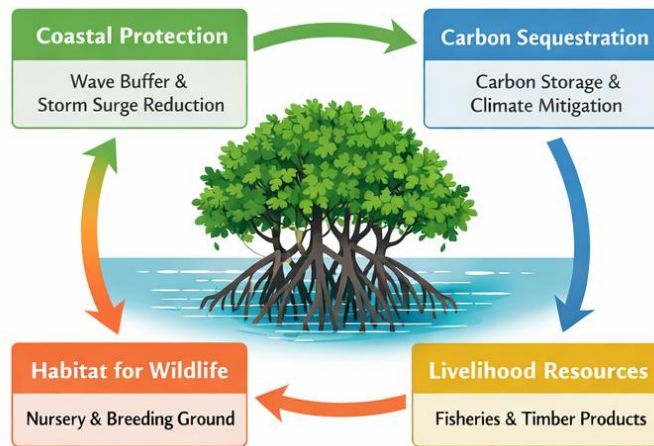 Coastal Protection
Wave Buffer &
Storm Surge Reduction
Carbon Sequestration
Carbon Storage &
Climate Mitigation
Habitat for Wildlife
Nursery & Breeding Ground
Livelihood Resources
Fisheries & Timber Products